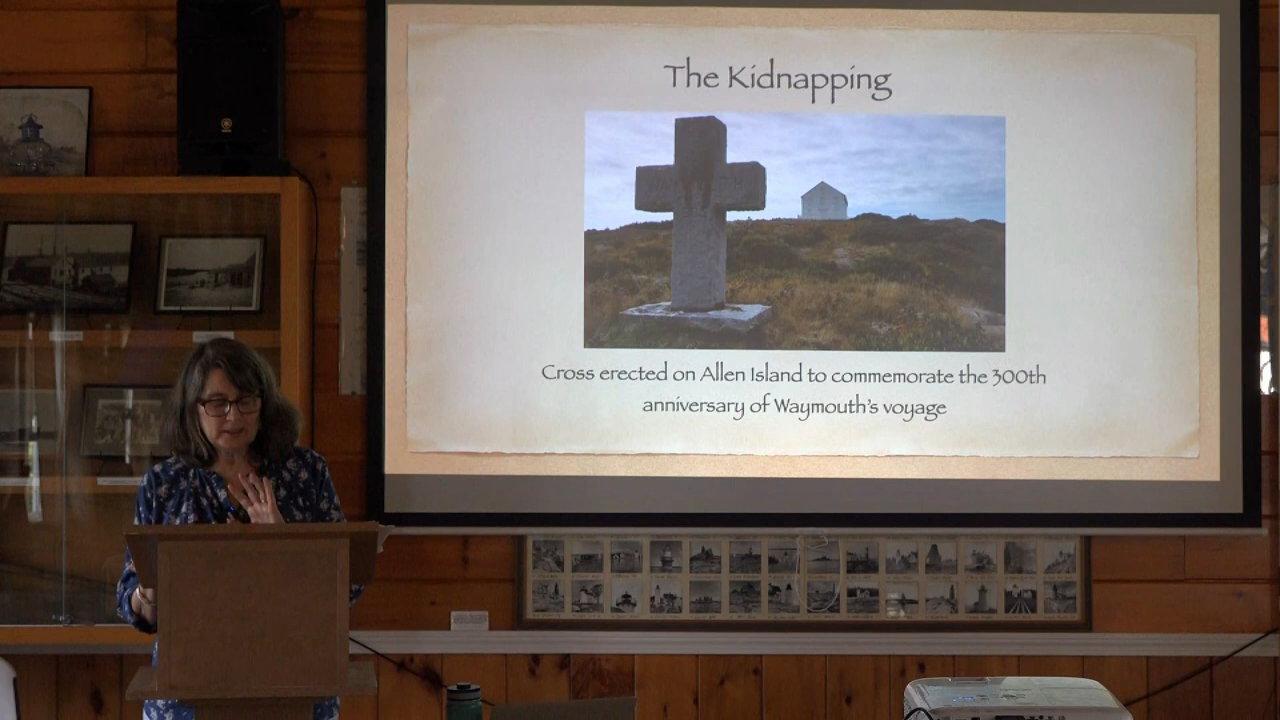 The Kidnapping
Cross erected on Allen Island to commemorate the 300th
anniversary of Waymouth's voyage